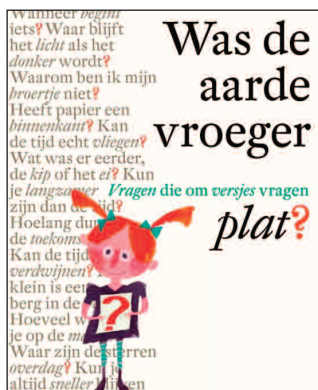 Wanneer begint
iets? Waar blijft
het licht als het
donker wordt?
Waarom ben ik mijn
broertje niet?
Heeft papier een
binnenkant? Kan
de tijd echt vliegen?
Wat was er eerder,
de kip of het ei? Kun
je langzamer
zijn dan de tijd?
Hoelang
de
Kan de tijd
verdwijnen?
klein is een
berg in de
Hoeveel
je op de
Waar zijn de sterren
overdag? Kun je
altijd sneller
Was de
aarde
vroeger
Vragen die om versjes vragen
plat?
?